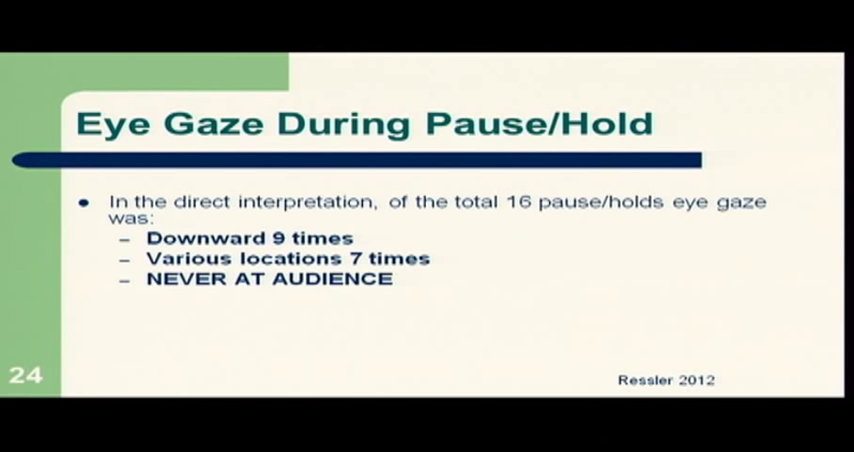 Eye Gaze During Pause/Hold
● In the direct interpretation, of the total 16 pause/holds eye gaze
was:
– Downward 9 times
– Various locations 7 times
– NEVER AT AUDIENCE
24
Ressler 2012